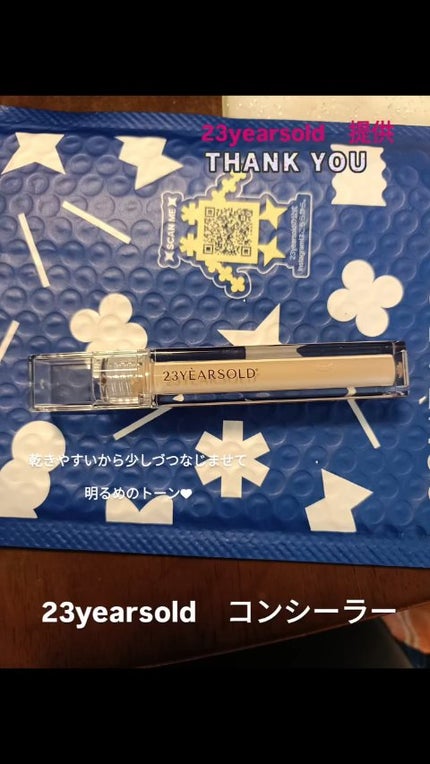 23yearsold 提供
THANK YOU
SCAN ME
23YEARSOLD
乾きやすいから少しづつなじませて
明るめのトーン❤
23yearsold コンシーラー